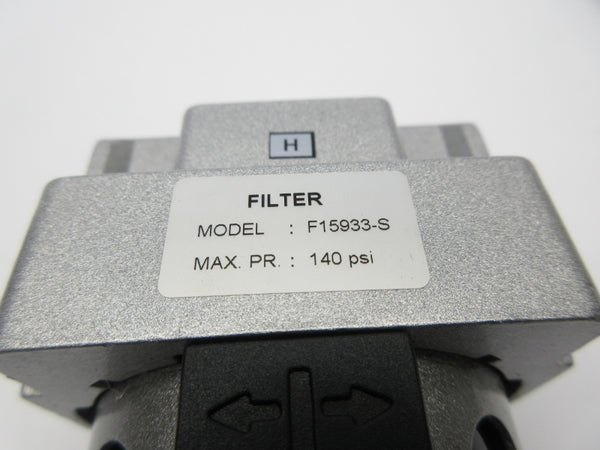 H
FILTER
MODEL : F15933-S
MAX. PR. : 140 psi